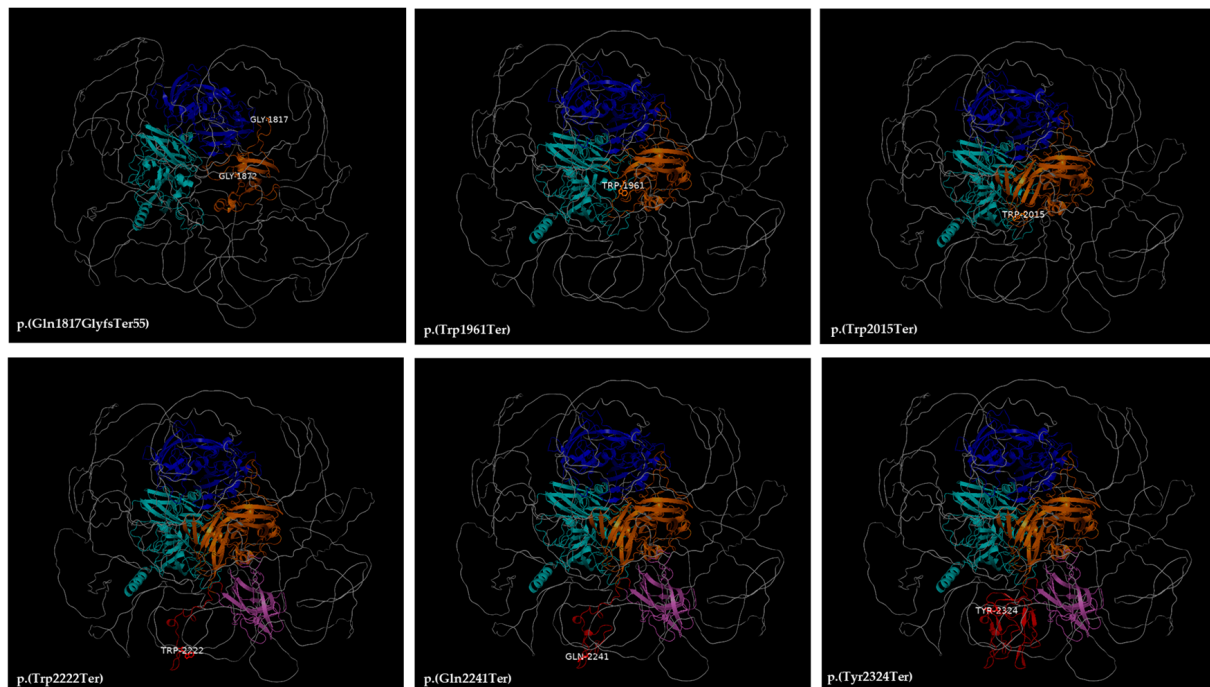 GLY-1817
GLY-1872
p.(Gln1817GlyfsTer55)
TRP-1961
p.(Trp1961Ter)
TRP-2015
p.(Trp2015Ter)
TRP-2222
p.(Trp2222Ter)
GLN-2241
p.(Gln2241Ter)
TYR-2324
p.(Tyr2324Ter)